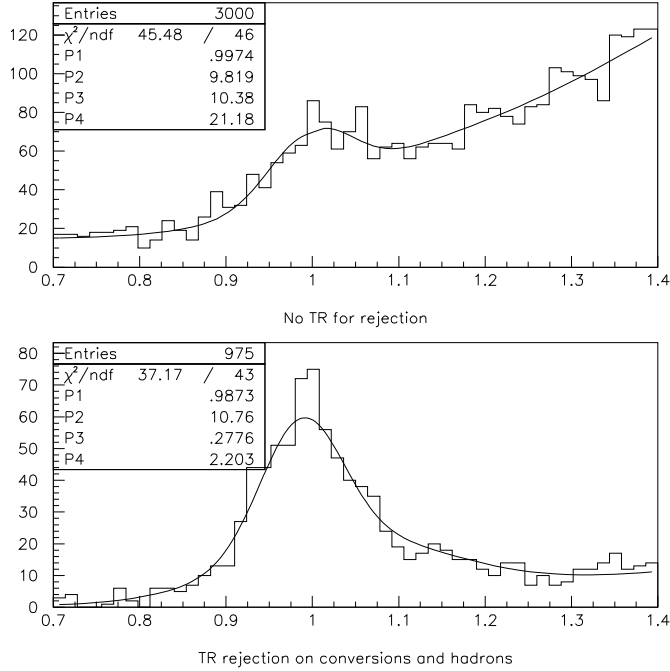 Entries 3000
χ²/ndf 45.48 / 46
P1 .9974
P2 9.819
P3 10.38
P4 21.18
120
100
80
60
40
20
0
0.7 0.8 0.9 1 1.1 1.2 1.3 1.4
No TR for rejection
Entries 975
χ²/ndf 37.17 / 43
P1 .9873
P2 10.76
P3 .2776
P4 2.203
80
70
60
50
40
30
20
10
0
0.7 0.8 0.9 1 1.1 1.2 1.3 1.4
TR rejection on conversions and hadrons